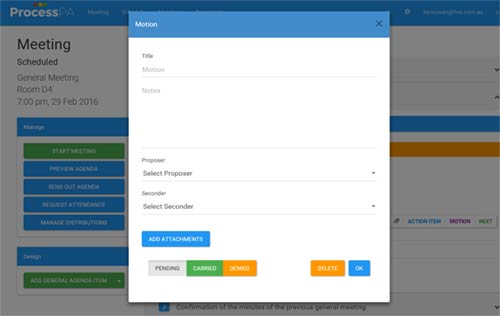 ProcessPA
Meeting
Motion
×
Meeting
Scheduled
General Meeting
Room D4
7:00 pm, 29 Feb 2016
Manage
START MEETING
PREVIEW AGENDA
SEND OUT AGENDA
REQUEST ATTENDANCE
MANAGE DISTRIBUTIONS
Design
ADD GENERAL AGENDA ITEM
Title
Motion
Notes
Proposer
Select Proposer
Seconder
Select Seconder
ADD ATTACHMENTS
PENDING CARRIED DENIED DELETE OK
ACTION ITEM MOTION NEXT
Confirmation of the minutes of the previous general meeting